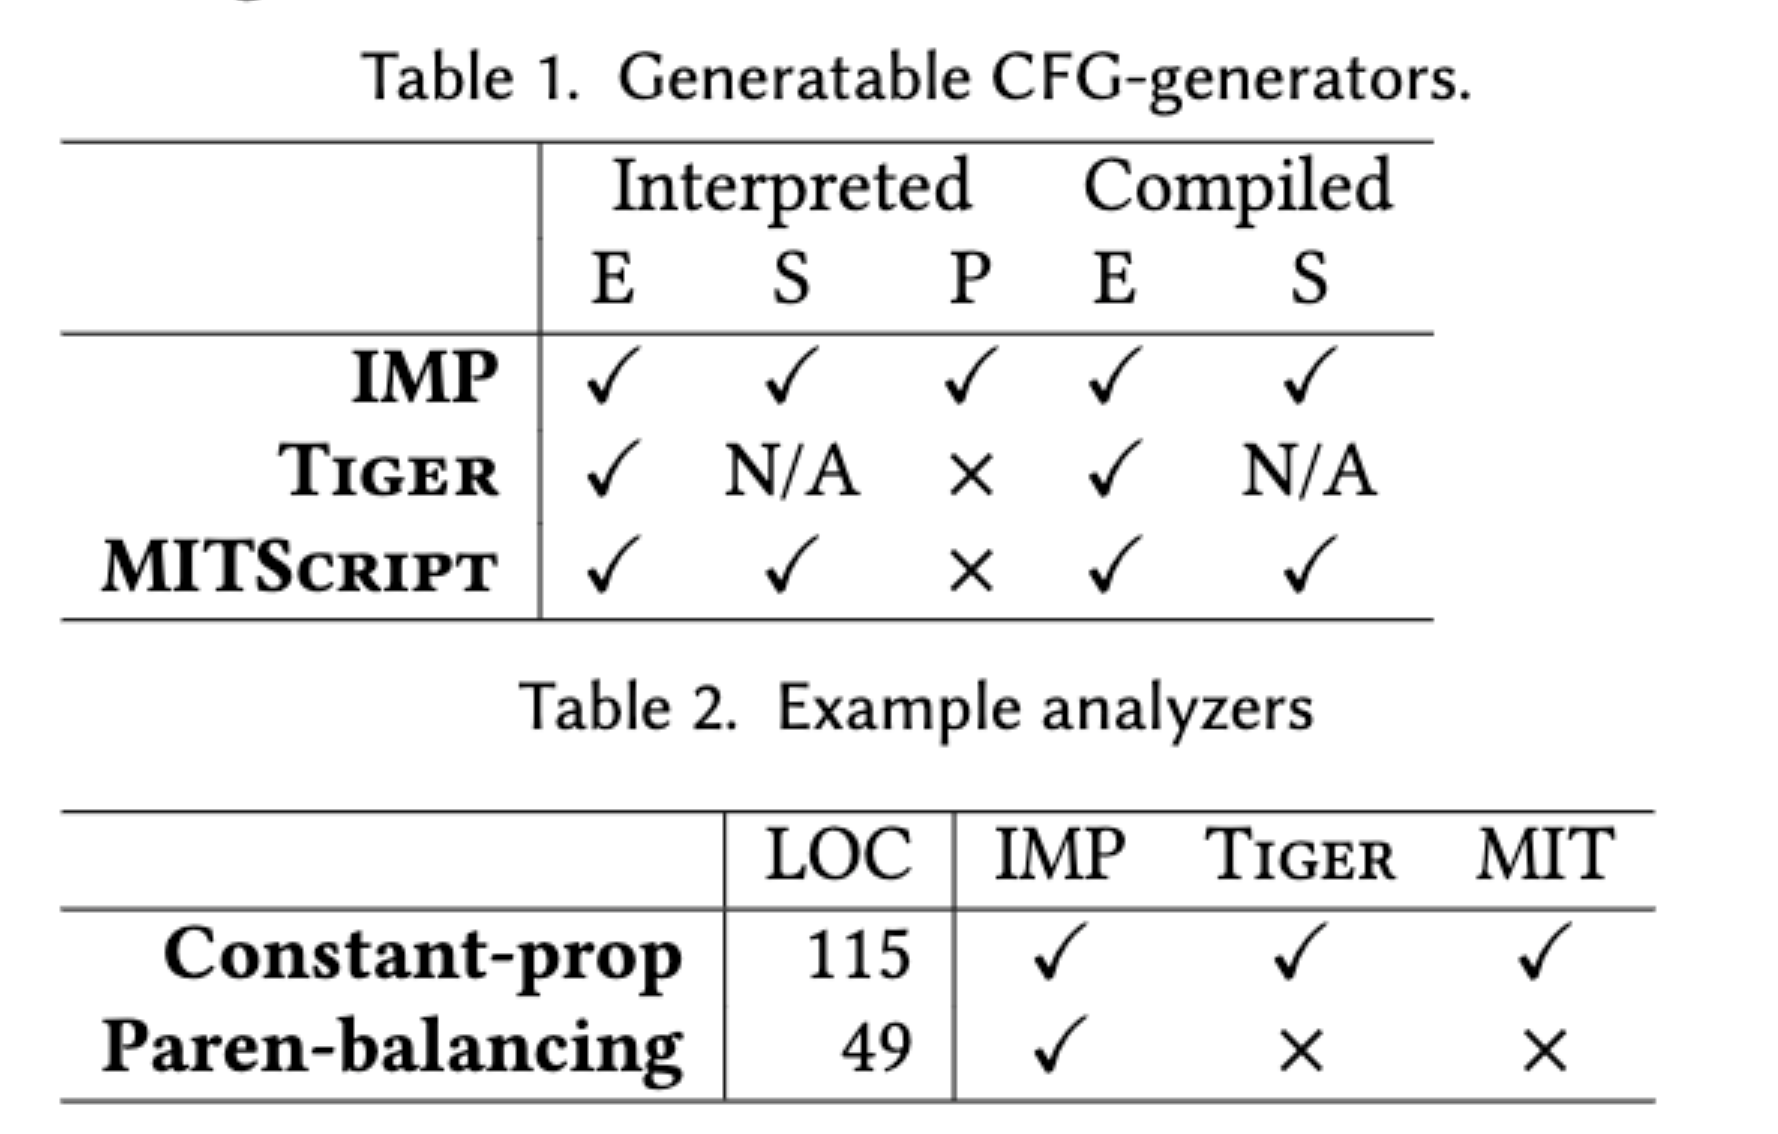 Table 1. Generatable CFG-generators.
Interpreted Compiled
E S P E S
IMP ✓ ✓ ✓ ✓ ✓
TIGER ✓ N/A × ✓ N/A
MITSCRIPT ✓ ✓ × ✓ ✓
Table 2. Example analyzers
LOC IMP TIGER MIT
Constant-prop 115 ✓ ✓ ✓
Paren-balancing 49 ✓ × ×